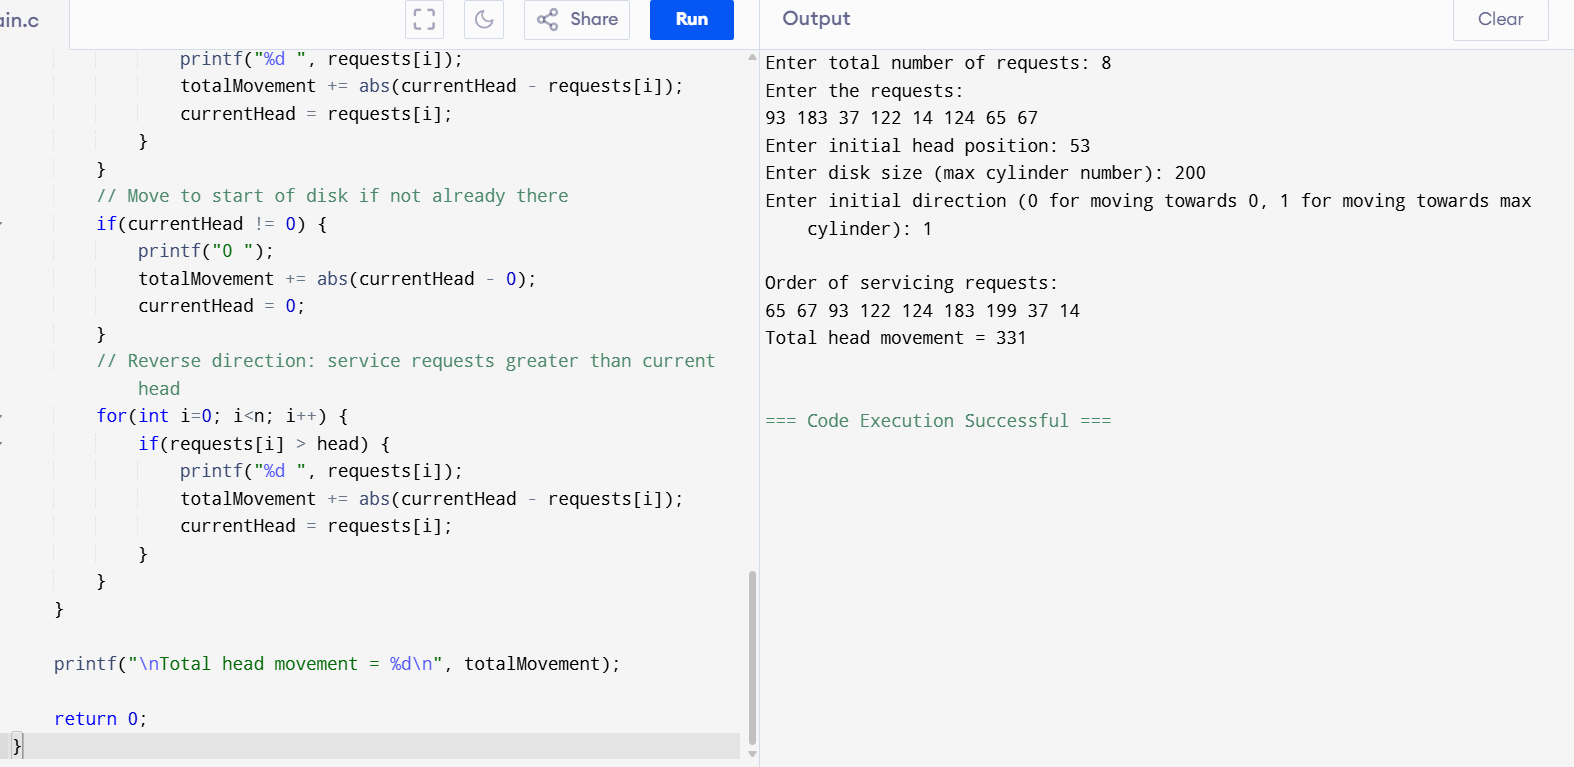 ain.c
Share
Run
Output
Clear
printf("%d ", requests[i]);
totalMovement += abs(currentHead - requests[i]);
currentHead = requests[i];
}
}
// Move to start of disk if not already there
if(currentHead != 0) {
printf("0 ");
totalMovement += abs(currentHead - 0);
currentHead = 0;
}
// Reverse direction: service requests greater than current
head
for(int i=0; i<n; i++) {
if(requests[i] > head) {
printf("%d ", requests[i]);
totalMovement += abs(currentHead - requests[i]);
currentHead = requests[i];
}
}
}
printf("\nTotal head movement = %d\n", totalMovement);
return 0;
}
Enter total number of requests: 8
Enter the requests:
93 183 37 122 14 124 65 67
Enter initial head position: 53
Enter disk size (max cylinder number): 200
Enter initial direction (0 for moving towards 0, 1 for moving towards max
cylinder): 1
Order of servicing requests:
65 67 93 122 124 183 199 37 14
Total head movement = 331
=== Code Execution Successful ===